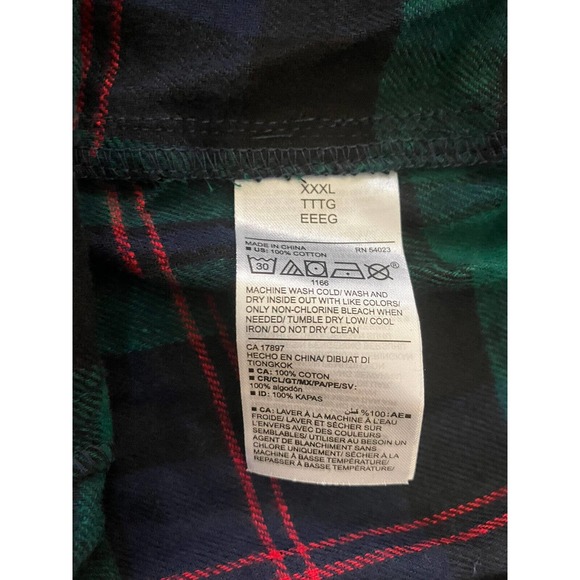 XXXL
TTTG
EEEG
MADE IN CHINA RN 54023
■ US: 100% COTTON
30
1166
MACHINE WASH COLD/ WASH AND
DRY INSIDE OUT WITH LIKE COLORS/
ONLY NON-CHLORINE BLEACH WHEN
NEEDED/ TUMBLE DRY LOW/ COOL
IRON/ DO NOT DRY CLEAN
CA 17897
HECHO EN CHINA/ DIBUAT DI
TIONGKOK
■ CA: 100% COTON
■ CR/CL/GT/MX/PA/PE/SV:
100% algodón
■ ID: 100% KAPAS
■ AE: 100% قطن
■ CA: LAVER À LA MACHINE À L'EAU
FROIDE/ LAVER ET SÉCHER SUR
L'ENVERS AVEC DES COULEURS
SEMBLABLES/ UTILISER AU BESOIN UN
AGENT DE BLANCHIMENT SANS
CHLORE UNIQUEMENT/ SÉCHER À LA
MACHINE À BASSE TEMPÉRATURE/
REPASSER À BASSE TEMPÉRATURE/